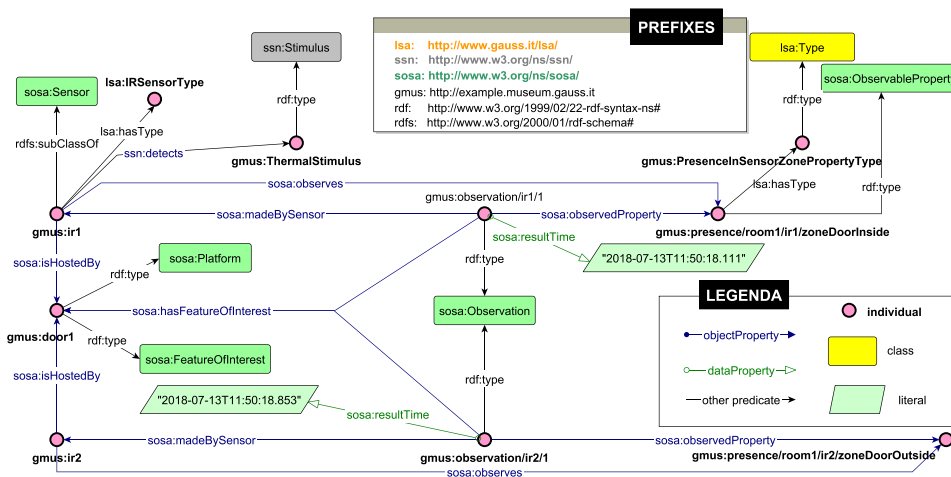 PREFIXES
lsa: http://www.gauss.it/lsa/
ssn: http://www.w3.org/ns/ssn/
sosa: http://www.w3.org/ns/sosa/
gmus: http://example.museum.gauss.it
rdf: http://www.w3.org/1999/02/22-rdf-syntax-ns#
rdfs: http://www.w3.org/2000/01/rdf-schema#
ssn:Stimulus
lsa:Type
sosa:Sensor
lsa:IRSensorType
sosa:ObservableProperty
rdf:type
rdf:type
lsa:hasType
rdfs:subClassOf
ssn:detects
gmus:ThermalStimulus
gmus:PresenceInSensorZonePropertyType
sosa:observes
lsa:hasType
rdf:type
gmus:observation/ir1/1
sosa:madeBySensor
sosa:observedProperty
gmus:ir1
gmus:presence/room1/ir1/zoneDoorInside
sosa:resultTime
sosa:isHostedBy
sosa:Platform
rdf:type
rdf:type
"2018-07-13T11:50:18.111"
LEGENDA
sosa:hasFeatureOfInterest
sosa:Observation
individual
gmus:door1
rdf:type
objectProperty
class
sosa:FeatureOfInterest
sosa:isHostedBy
dataProperty
rdf:type
"2018-07-13T11:50:18.853"
other predicate
literal
sosa:resultTime
sosa:madeBySensor
sosa:observedProperty
gmus:ir2
gmus:observation/ir2/1
gmus:presence/room1/ir2/zoneDoorOutside
sosa:observes